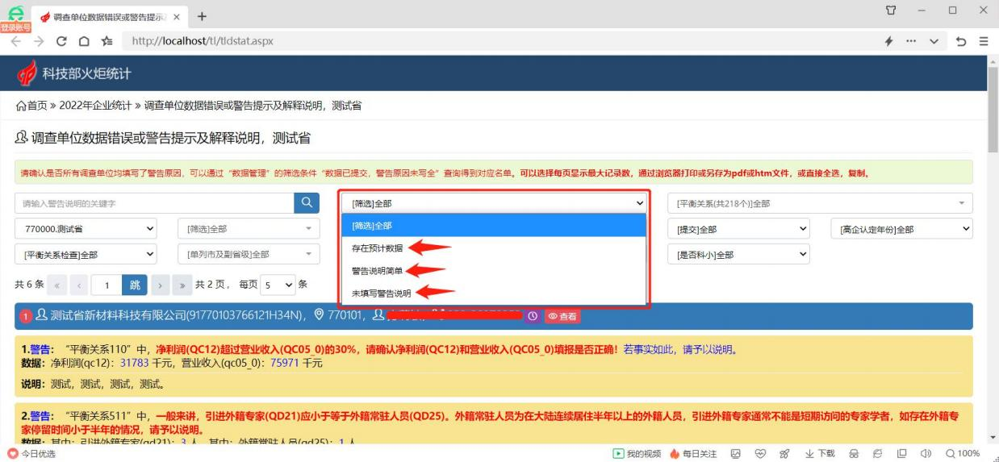 调查单位数据错误或警告提示
登录账号
http://localhost/tl/tldstat.aspx
科技部火炬统计
首页 » 2022年企业统计 » 调查单位数据错误或警告提示及解释说明，测试省
调查单位数据错误或警告提示及解释说明，测试省
请确认是否所有调查单位均填写了警告原因，可以通过“数据管理”的筛选条件“数据已提交，警告原因未写全”查询得到对应名单。可以选择每页显示最大记录数，通过浏览器打印或另存为pdf或htm文件，或直接全选，复制。
请输入警告说明的关键字
[筛选]全部
[平衡关系(共218个)]全部
770000.测试省
[筛选]全部
[筛选]全部
[提交]全部
[高企认定年份]全部
存在预计数据
[平衡关系检查]全部
[单列市及副省级]全部
[是否科小]全部
警告说明简单
未填写警告说明
共 6 条 « ‹ 1 跳 › » 共 2 页， 每页 5 条
1 测试省新材料科技有限公司(91770103766121H34N)， 770101， 查看
1.警告： “平衡关系110”中，净利润(QC12)超过营业收入(QC05_0)的30%，请确认净利润(QC12)和营业收入(QC05_0)填报是否正确！若事实如此，请予以说明。
数据：净利润(qc12)：31783 千元，营业收入(qc05_0)：75971 千元
说明：测试，测试，测试，测试。
2.警告： “平衡关系511”中，一般来讲，引进外籍专家(QD21)应小于等于外籍常驻人员(QD25)。外籍常驻人员为在大陆连续居住半年以上的外籍人员，引进外籍专家通常不能是短期访问的专家学者，如存在外籍专
家停留时间小于半年的情况，请予以说明。
数据：其中：引进外籍专家(qd21)：3 人，其中：外籍常驻人员(qd25)：1 人
今日优选
我的视频
每日关注
下载
100%